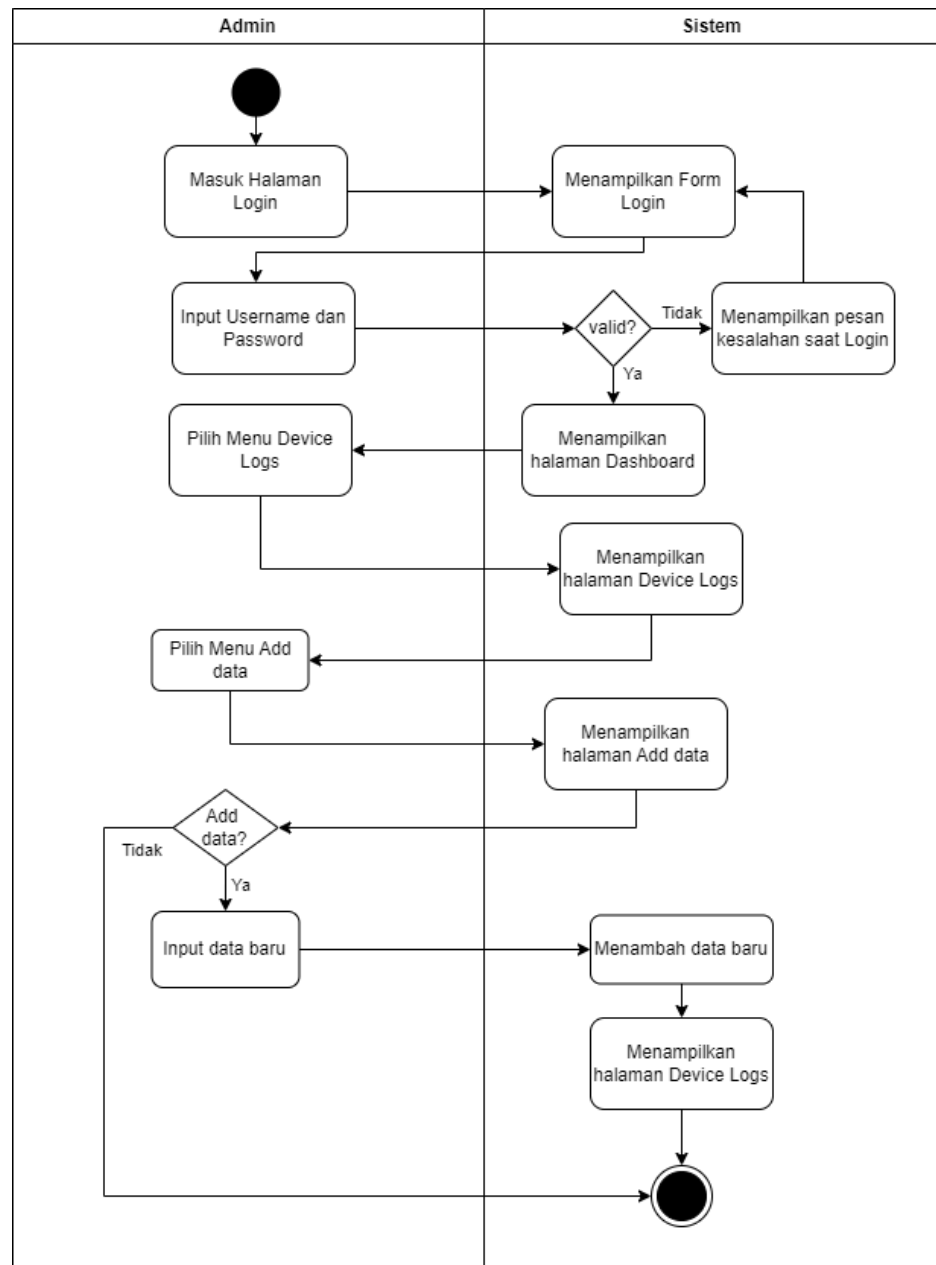 Admin
Sistem
Masuk Halaman
Login
Menampilkan Form
Login
Input Username dan
Password
valid?
Tidak
Menampilkan pesan
kesalahan saat Login
Ya
Pilih Menu Device
Logs
Menampilkan
halaman Dashboard
Menampilkan
halaman Device Logs
Pilih Menu Add
data
Menampilkan
halaman Add data
Add
data?
Tidak
Ya
Input data baru
Menambah data baru
Menampilkan
halaman Device Logs